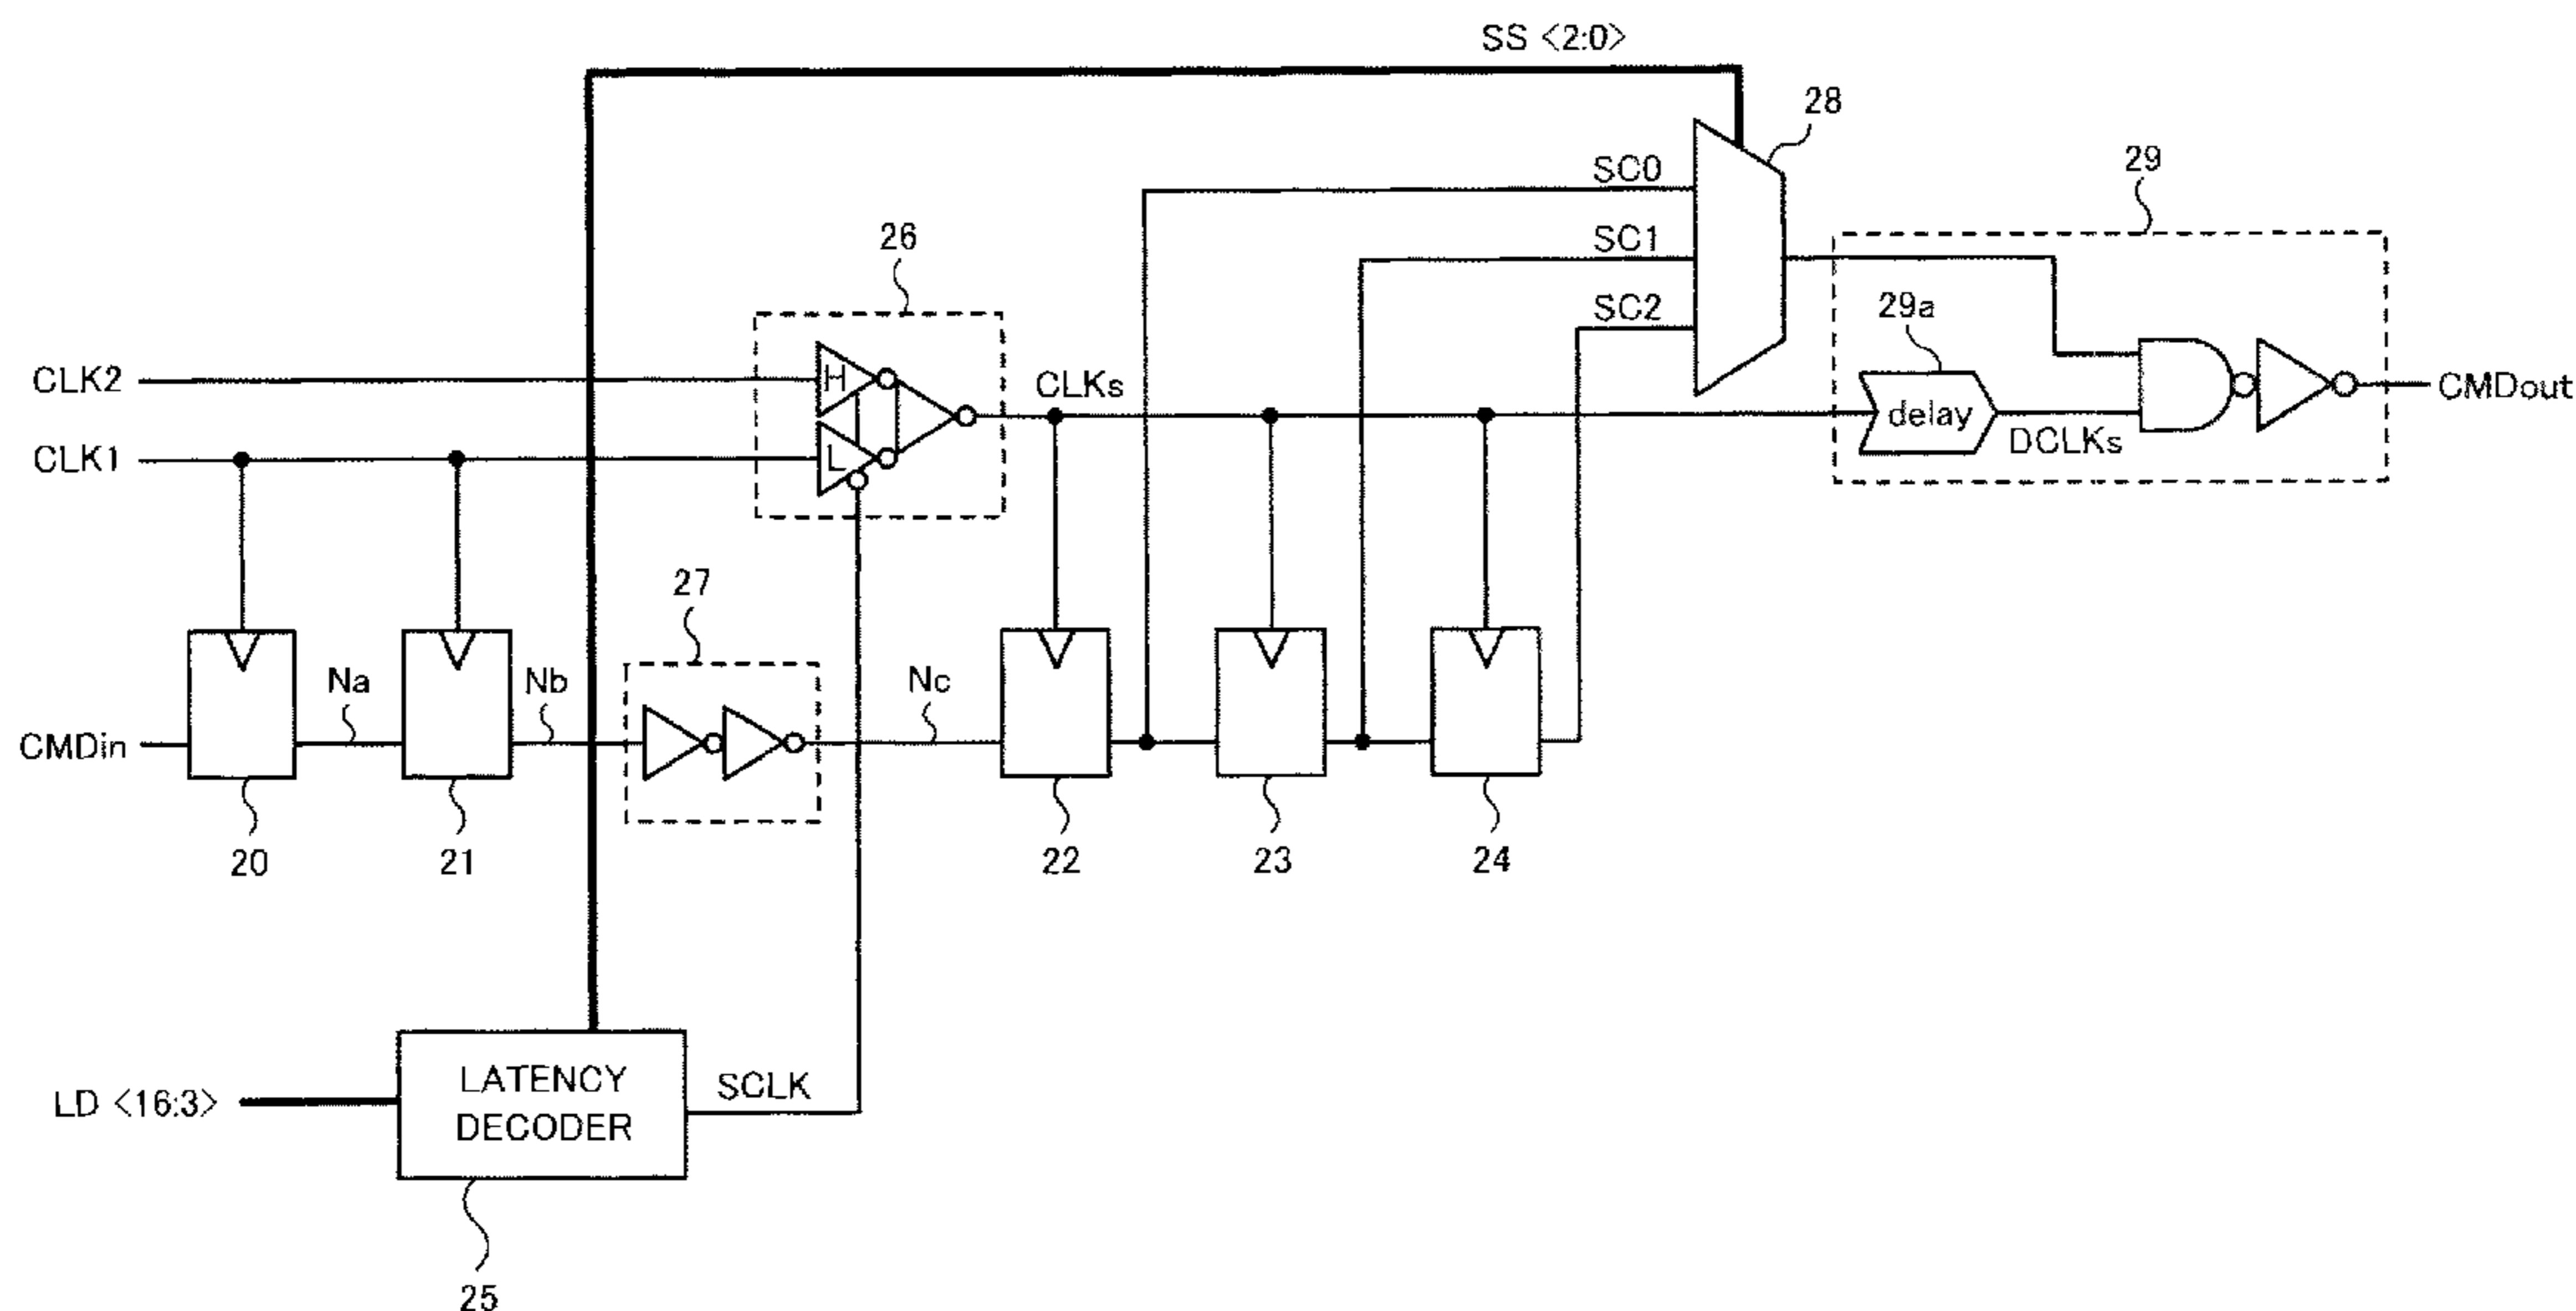 SS <2:0>
28
SC0
29
26
SC1
29a
SC2
CLK2
H
CLKs
delay
CMDout
CLK1
L
DCLKs
27
Na
Nb
Nc
CMDin
20
21
22
23
24
LATENCY
DECODER
SCLK
LD <16:3>
25